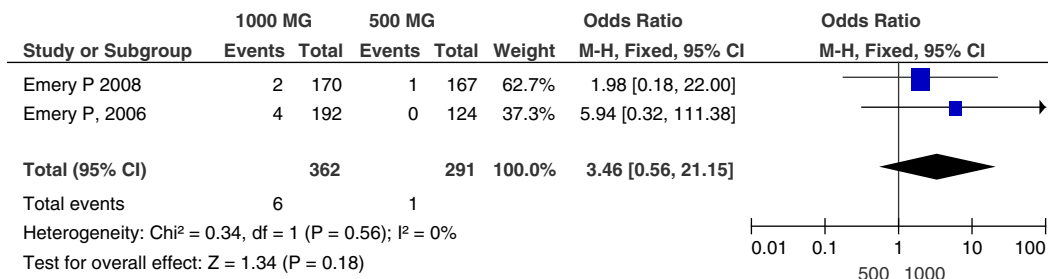 1000 MG 500 MG Odds Ratio Odds Ratio
Study or Subgroup Events Total Events Total Weight M-H, Fixed, 95% CI M-H, Fixed, 95% CI
Emery P 2008 2 170 1 167 62.7% 1.98 [0.18, 22.00]
Emery P, 2006 4 192 0 124 37.3% 5.94 [0.32, 111.38]
Total (95% CI) 362 291 100.0% 3.46 [0.56, 21.15]
Total events 6 1
Heterogeneity: Chi² = 0.34, df = 1 (P = 0.56); I² = 0%
Test for overall effect: Z = 1.34 (P = 0.18)
0.01 0.1 1 10 100
500 1000